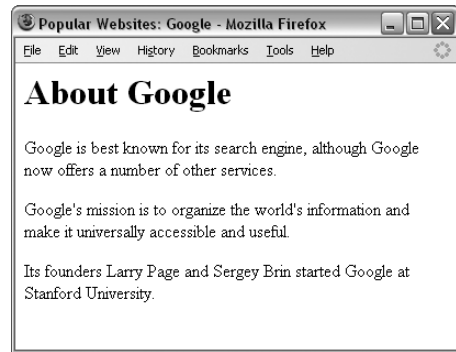 Popular Websites: Google - Mozilla Firefox
File Edit View History Bookmarks Tools Help
About Google
Google is best known for its search engine, although Google
now offers a number of other services.
Google's mission is to organize the world's information and
make it universally accessible and useful.
Its founders Larry Page and Sergey Brin started Google at
Stanford University.